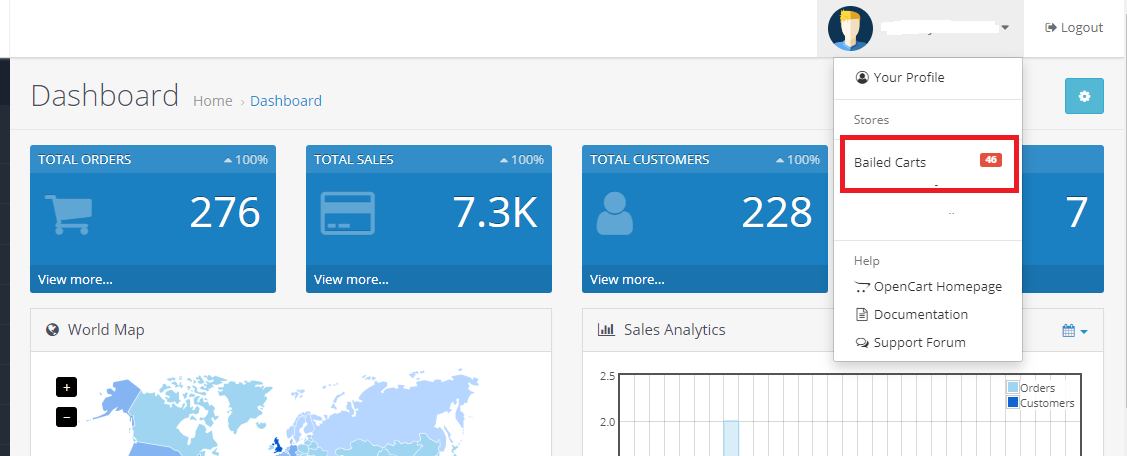 Logout
Dashboard
Home › Dashboard
Your Profile
Stores
Bailed Carts 46
Help
OpenCart Homepage
Documentation
Support Forum
TOTAL ORDERS 100%
276
View more...
TOTAL SALES 100%
7.3K
View more...
TOTAL CUSTOMERS 100%
228
View more...
7
World Map
+
−
Sales Analytics
2.5
2.0
Orders
Customers